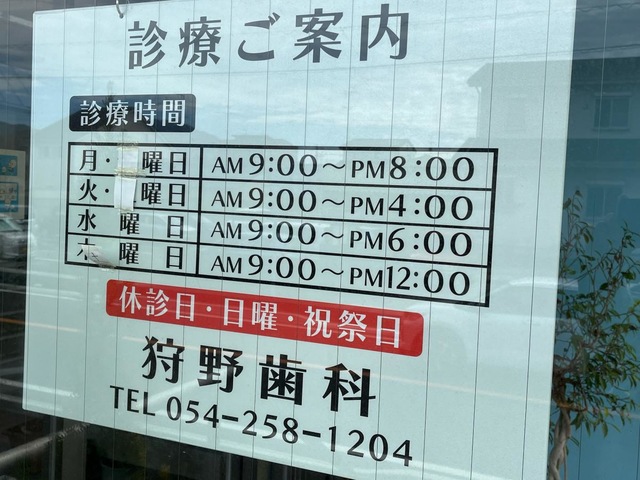 診療ご案内
診療時間
月・曜日 AM9:00～PM8:00
火・曜日 AM9:00～PM4:00
水曜日 AM9:00～PM6:00
木曜日 AM9:00～PM12:00
休診日・日曜・祝祭日
狩野歯科
TEL 054-258-1204